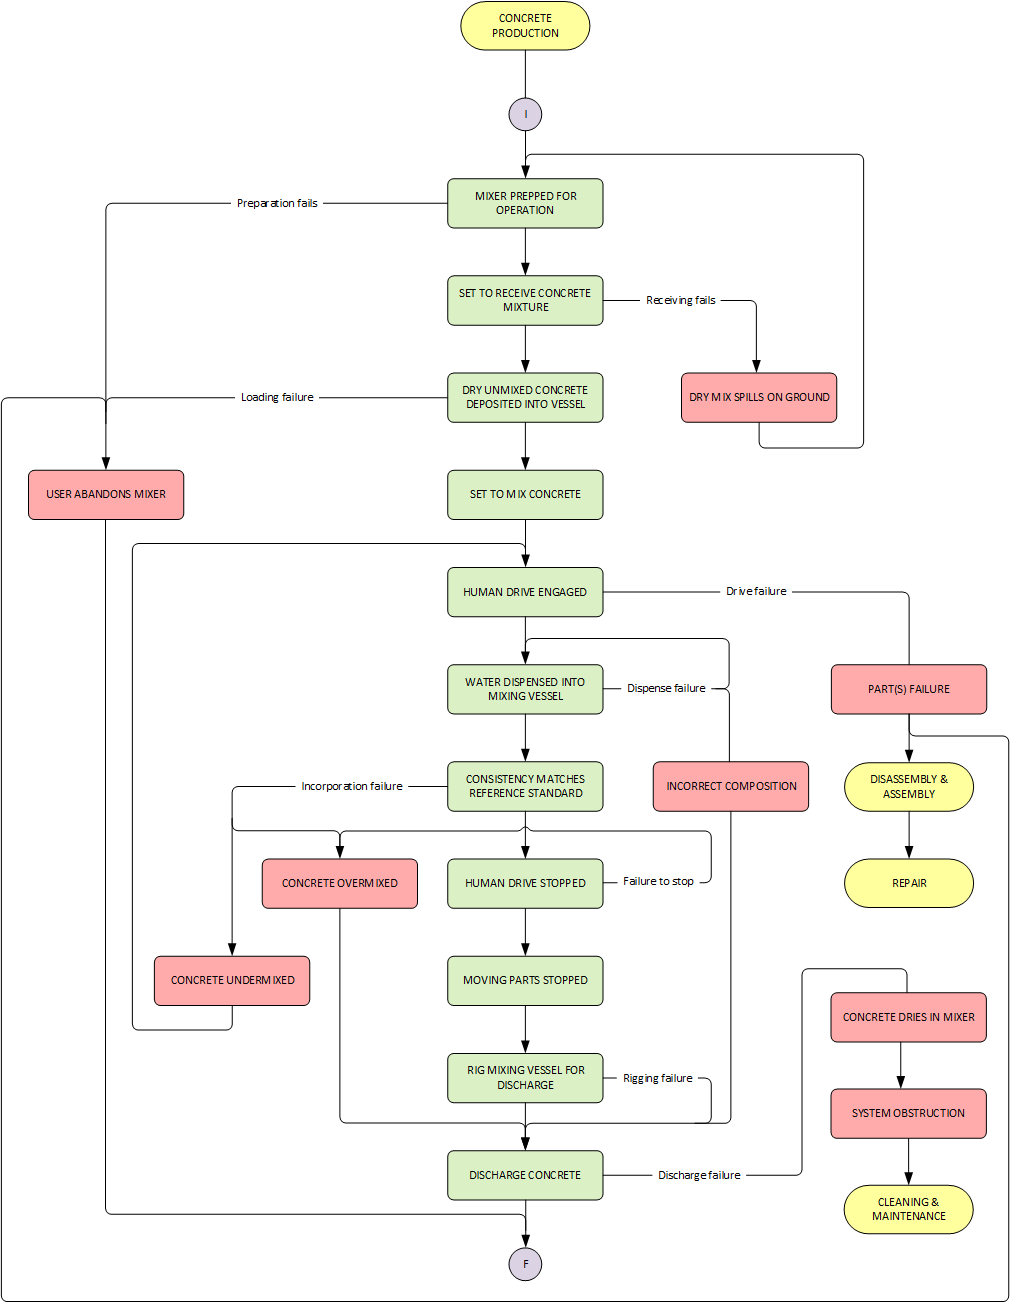 CONCRETE
PRODUCTION
I
MIXER PREPPED FOR
OPERATION
Preparation fails
SET TO RECEIVE CONCRETE
MIXTURE
Receiving fails
DRY UNMIXED CONCRETE
DEPOSITED INTO VESSEL
Loading failure
DRY MIX SPILLS ON GROUND
USER ABANDONS MIXER
SET TO MIX CONCRETE
HUMAN DRIVE ENGAGED
Drive failure
WATER DISPENSED INTO
MIXING VESSEL
Dispense failure
PART(S) FAILURE
CONSISTENCY MATCHES
REFERENCE STANDARD
Incorporation failure
INCORRECT COMPOSITION
DISASSEMBLY &
ASSEMBLY
CONCRETE OVERMIXED
HUMAN DRIVE STOPPED
Failure to stop
REPAIR
CONCRETE UNDERMIXED
MOVING PARTS STOPPED
CONCRETE DRIES IN MIXER
RIG MIXING VESSEL FOR
DISCHARGE
Rigging failure
SYSTEM OBSTRUCTION
DISCHARGE CONCRETE
Discharge failure
CLEANING &
MAINTENANCE
F